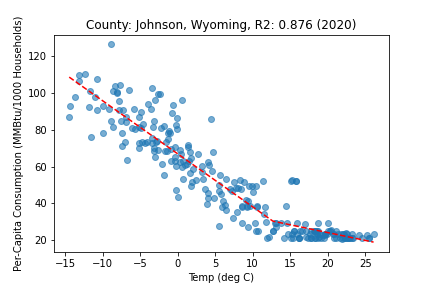 County: Johnson, Wyoming, R2: 0.876 (2020)
Per-Capita Consumption (MMBtu/1000 Households)
120
100
80
60
40
20
−15 −10 −5 0 5 10 15 20 25
Temp (deg C)